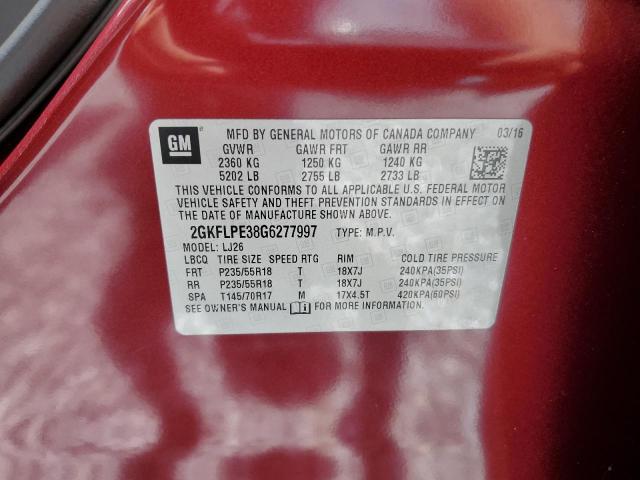 GM MFD BY GENERAL MOTORS OF CANADA COMPANY 03/16
GVWR GAWR FRT GAWR RR
2360 KG 1250 KG 1240 KG
5202 LB 2755 LB 2733 LB
THIS VEHICLE CONFORMS TO ALL APPLICABLE U.S. FEDERAL MOTOR
VEHICLE SAFETY AND THEFT PREVENTION STANDARDS IN EFFECT ON
THE DATE OF MANUFACTURE SHOWN ABOVE.
2GKFLPE38G6277997 TYPE: M.P.V.
MODEL: LJ26
LBCQ TIRE SIZE SPEED RTG RIM COLD TIRE PRESSURE
FRT P235/55R18 T 18X7J 240KPA(35PSI)
RR P235/55R18 T 18X7J 240KPA(35PSI)
SPA T145/70R17 M 17X4.5T 420KPA(60PSI)
SEE OWNER'S MANUAL FOR MORE INFORMATION.